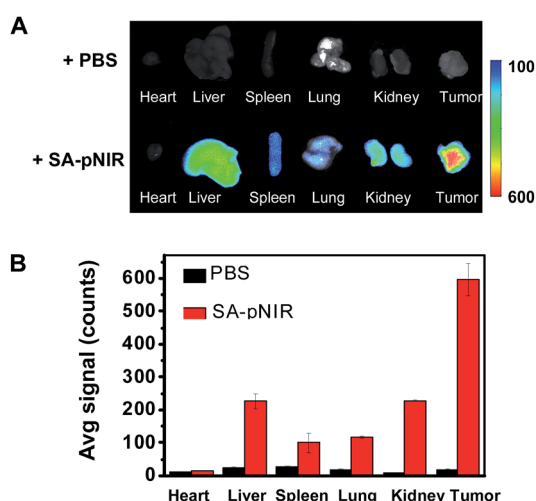 A
+ PBS
Heart Liver Spleen Lung Kidney Tumor
100
+ SA-pNIR
Heart Liver Spleen Lung Kidney Tumor
600
B
Avg signal (counts)
PBS
SA-pNIR
600
500
400
300
200
100
0
Heart Liver Spleen Lung Kidney Tumor